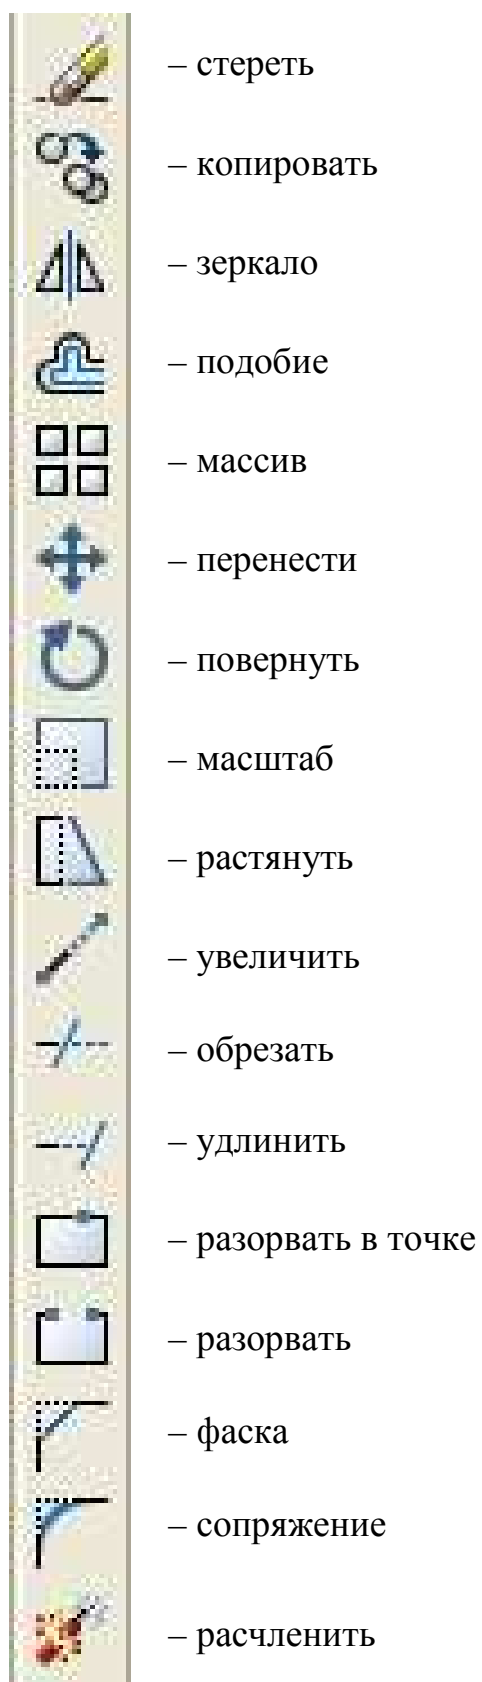 – стереть
– копировать
– зеркало
– подобие
– массив
– перенести
– повернуть
– масштаб
– растянуть
– увеличить
– обрезать
– удлинить
– разорвать в точке
– разорвать
– фаска
– сопряжение
– расчленить